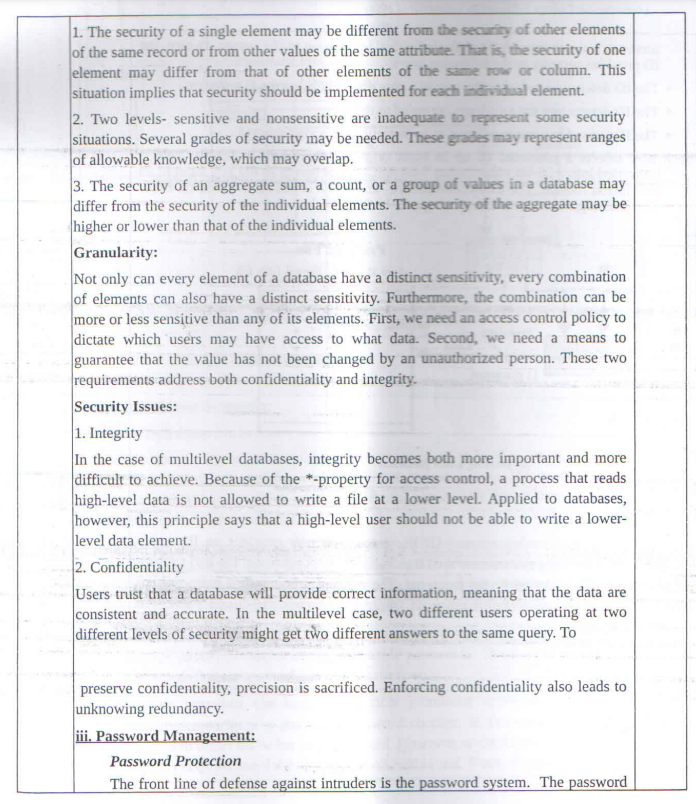 1. The security of a single element may be different from the security of other elements
of the same record or from other values of the same attribute. That is, the security of one
element may differ from that of other elements of the same row or column. This
situation implies that security should be implemented for each individual element.
2. Two levels- sensitive and nonsensitive are inadequate to represent some security
situations. Several grades of security may be needed. These grades may represent ranges
of allowable knowledge, which may overlap.
3. The security of an aggregate sum, a count, or a group of values in a database may
differ from the security of the individual elements. The security of the aggregate may be
higher or lower than that of the individual elements.
Granularity:
Not only can every element of a database have a distinct sensitivity, every combination
of elements can also have a distinct sensitivity. Furthermore, the combination can be
more or less sensitive than any of its elements. First, we need an access control policy to
dictate which users may have access to what data. Second, we need a means to
guarantee that the value has not been changed by an unauthorized person. These two
requirements address both confidentiality and integrity.
Security Issues:
1. Integrity
In the case of multilevel databases, integrity becomes both more important and more
difficult to achieve. Because of the *-property for access control, a process that reads
high-level data is not allowed to write a file at a lower level. Applied to databases,
however, this principle says that a high-level user should not be able to write a lower-
level data element.
2. Confidentiality
Users trust that a database will provide correct information, meaning that the data are
consistent and accurate. In the multilevel case, two different users operating at two
different levels of security might get two different answers to the same query. To
preserve confidentiality, precision is sacrificed. Enforcing confidentiality also leads to
unknowing redundancy.
iii. Password Management:
Password Protection
The front line of defense against intruders is the password system. The password